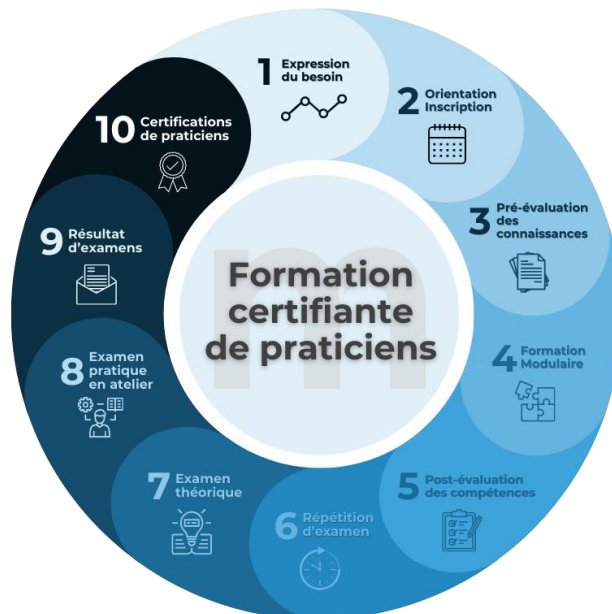 1 Expression
du besoin
2 Orientation
Inscription
3 Pré-évaluation
des
connaissances
4 Formation
Modulaire
5 Post-évaluation
des compétences
6 Répétition
d'examen
7 Examen
théorique
8 Examen
pratique
en atelier
9 Résultat
d'examens
10 Certifications
de praticiens
m
Formation
certifiante
de praticiens